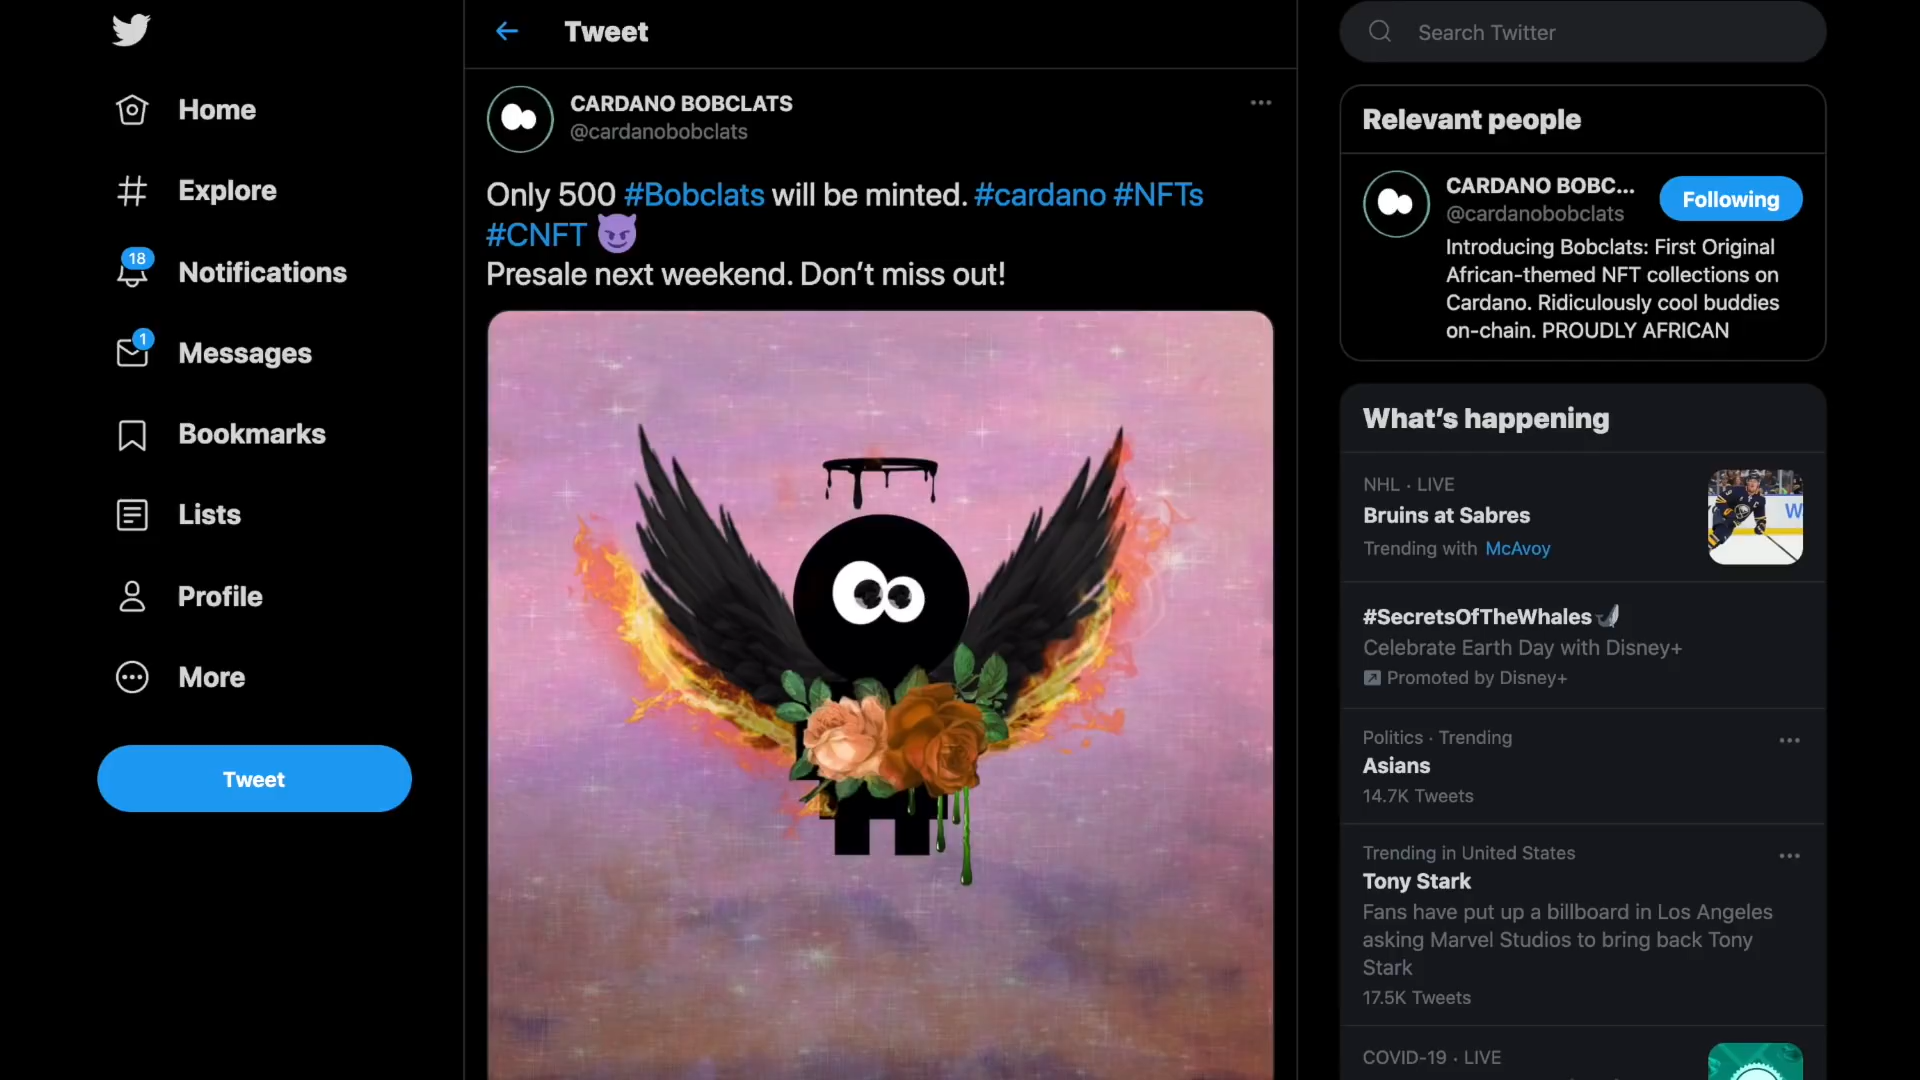 Home
Explore
18
Notifications
1
Messages
Bookmarks
Lists
Profile
More
Tweet
Tweet
CARDANO BOBCLATS
@cardanobobclats
Only 500 #Bobclats will be minted. #cardano #NFTs
#CNFT 😈
Presale next weekend. Don’t miss out!
Search Twitter
Relevant people
CARDANO BOBC...
@cardanobobclats
Following
Introducing Bobclats: First Original
African-themed NFT collections on
Cardano. Ridiculously cool buddies
on-chain. PROUDLY AFRICAN
What’s happening
NHL · LIVE
Bruins at Sabres
Trending with McAvoy
W
#SecretsOfTheWhales
Celebrate Earth Day with Disney+
Promoted by Disney+
Politics · Trending
Asians
14.7K Tweets
Trending in United States
Tony Stark
Fans have put up a billboard in Los Angeles
asking Marvel Studios to bring back Tony
Stark
17.5K Tweets
COVID-19 · LIVE